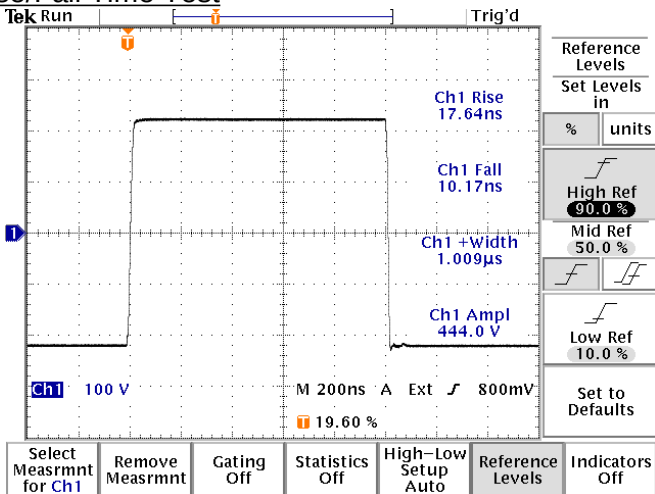 Tek Run
Trig'd
T
T
Ch1 Rise
17.64ns
Ch1 Fall
10.17ns
1
Ch1 +Width
1.009µs
Ch1 Ampl
444.0 V
Ch1 100 V
M 200ns A Ext 800mV
T 19.60 %
Reference
Levels
Set Levels
in
% units
High Ref
90.0 %
Mid Ref
50.0 %
Low Ref
10.0 %
Set to
Defaults
Select
Measrmnt
for Ch1
Remove
Measrmnt
Gating
Off
Statistics
Off
High-Low
Setup
Auto
Reference
Levels
Indicators
Off